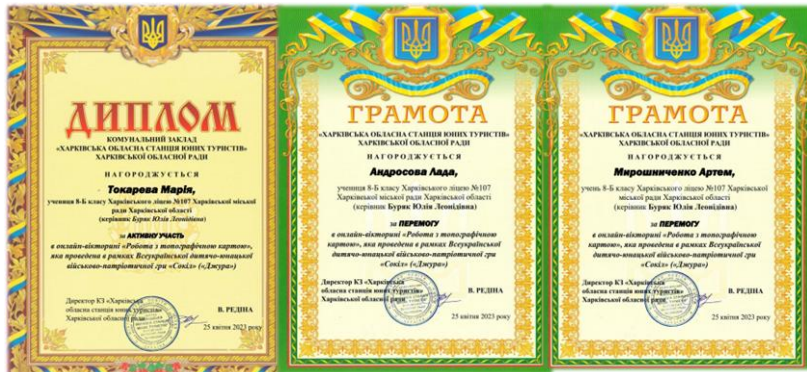 ДИПЛОМ
КОМУНАЛЬНИЙ ЗАКЛАД
«ХАРКІВСЬКА ОБЛАСНА СТАНЦІЯ ЮНИХ ТУРИСТІВ»
ХАРКІВСЬКОЇ ОБЛАСНОЇ РАДИ
НАГОРОДЖУЄТЬСЯ
Токарева Марія,
учениця 8-Б класу Харківського ліцею №107 Харківської міської
ради Харківської області
(керівник Буряк Юлія Леонідівна)
за АКТИВНУ УЧАСТЬ
в онлайн-вікторині «Робота з топографічною картою»,
яка проведена в рамках Всеукраїнської дитячо-юнацької
військово-патріотичної гри «Сокіл» («Джура»)
Директор КЗ «Харківська
обласна станція юних туристів»
Харківської обласної ради
В. РЕДІНА
25 квітня 2023 року
ГРАМОТА
«ХАРКІВСЬКА ОБЛАСНА СТАНЦІЯ ЮНИХ ТУРИСТІВ»
ХАРКІВСЬКОЇ ОБЛАСНОЇ РАДИ
НАГОРОДЖУЄТЬСЯ
Андросова Лада,
учениця 8-Б класу Харківського ліцею №107
Харківської міської ради Харківської області
(керівник Буряк Юлія Леонідівна)
за ПЕРЕМОГУ
в онлайн-вікторині «Робота з топографічною
картою», яка проведена в рамках Всеукраїнської
дитячо-юнацької військово-патріотичної гри
«Сокіл» («Джура»)
Директор КЗ «Харківська
обласна станція юних туристів»
Харківської обласної ради
В. РЕДІНА
25 квітня 2023 року
ГРАМОТА
«ХАРКІВСЬКА ОБЛАСНА СТАНЦІЯ ЮНИХ ТУРИСТІВ»
ХАРКІВСЬКОЇ ОБЛАСНОЇ РАДИ
НАГОРОДЖУЄТЬСЯ
Мирошниченко Артем,
учень 8-Б класу Харківського ліцею №107 Харківської
міської ради Харківської області
(керівник Буряк Юлія Леонідівна)
за ПЕРЕМОГУ
в онлайн-вікторині «Робота з топографічною
картою», яка проведена в рамках Всеукраїнської
дитячо-юнацької військово-патріотичної гри
«Сокіл» («Джура»)
Директор КЗ «Харківська
обласна станція юних туристів»
Харківської обласної ради
В. РЕДІНА
25 квітня 2023 року